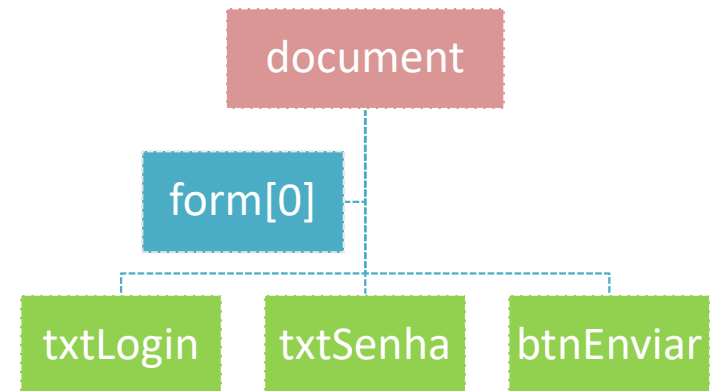 document
form[0]
txtLogin
txtSenha
btnEnviar